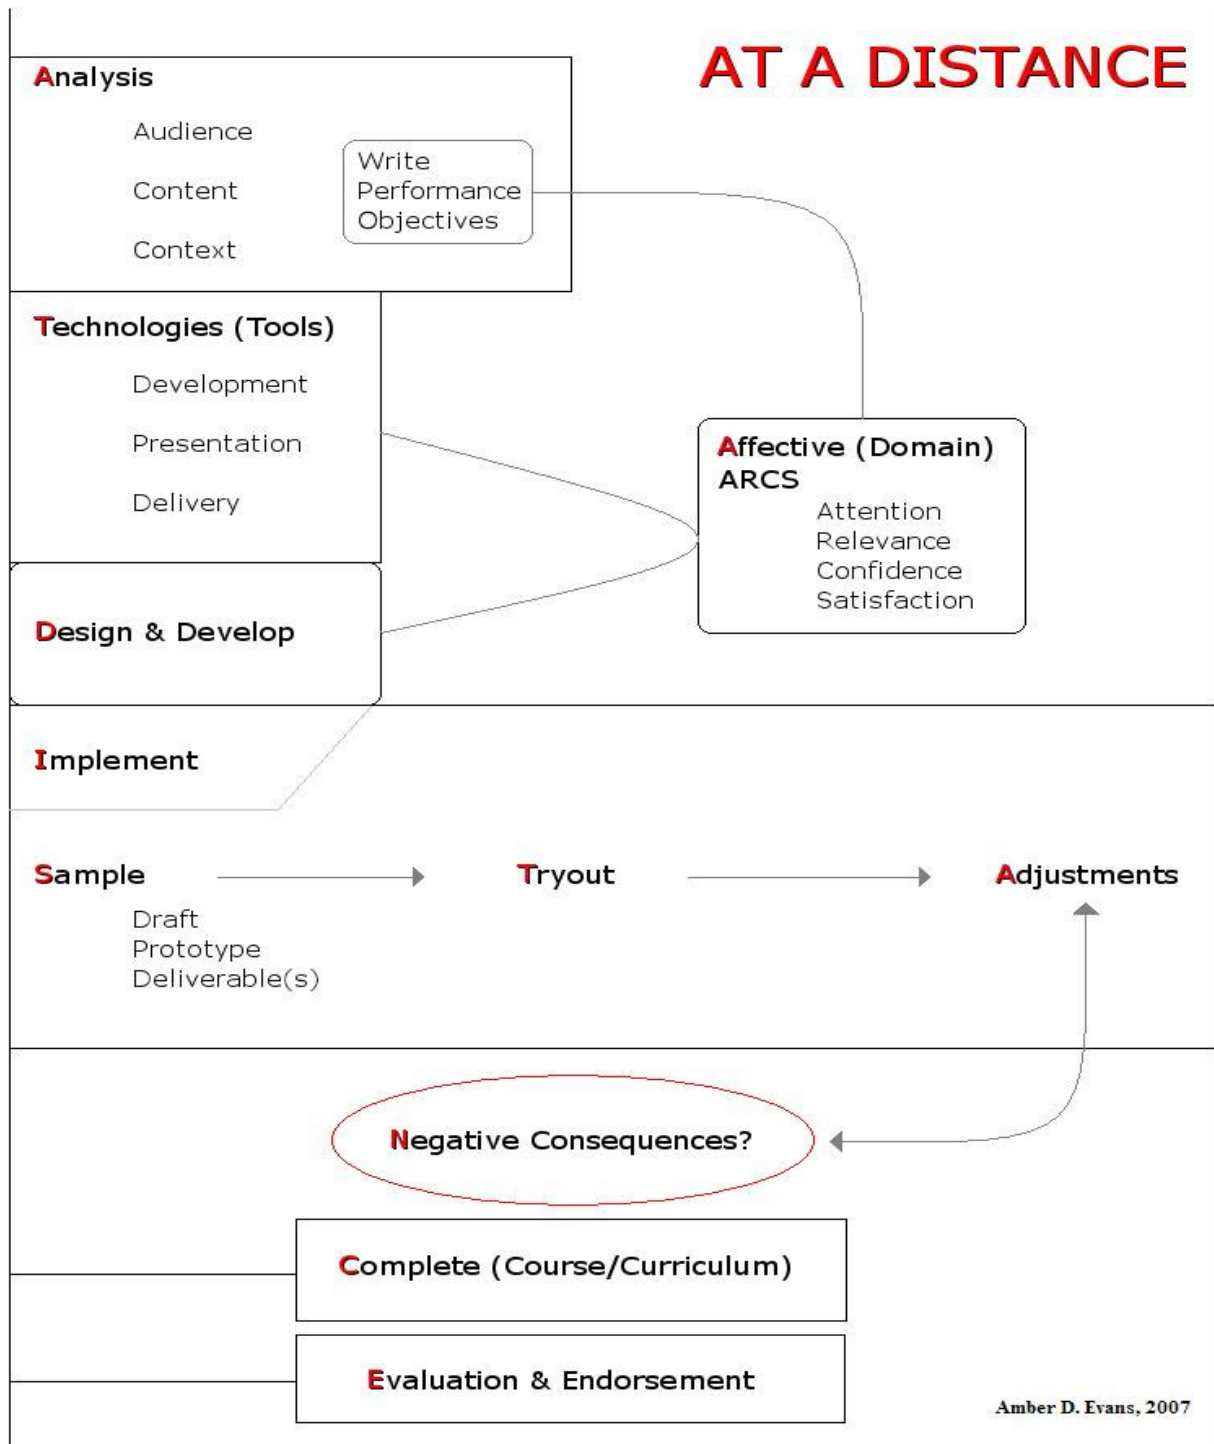 AT A DISTANCE
Analysis
Audience
Content
Context
Write
Performance
Objectives
Technologies (Tools)
Development
Presentation
Delivery
Affective (Domain)
ARCS
Attention
Relevance
Confidence
Satisfaction
Design & Develop
Implement
Sample
Draft
Prototype
Deliverable(s)
Tryout
Adjustments
Negative Consequences?
Complete (Course/Curriculum)
Evaluation & Endorsement
Amber D. Evans, 2007